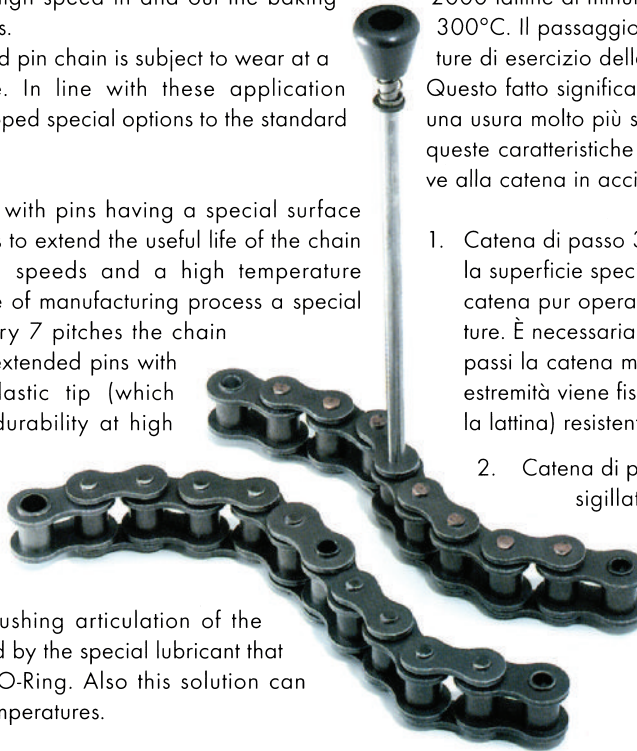 high speed in and out the baking
s.
d pin chain is subject to wear at a
e. In line with these application
ped special options to the standard
with pins having a special surface
s to extend the useful life of the chain
speeds and a high temperature
e of manufacturing process a special
ry 7 pitches the chain
extended pins with
lastic tip (which
durability at high
ushing articulation of the
d by the special lubricant that
O-Ring. Also this solution can
mperatures.
2000 lattine al minut
300°C. Il passaggio
ture di esercizio delle
Questo fatto significa
una usura molto più s
queste caratteristiche
ve alla catena in acci
1. Catena di passo 3
la superficie spec
catena pur opera
ture. È necessaria
passi la catena m
estremità viene fis
la lattina) resistent
2. Catena di p
sigillat